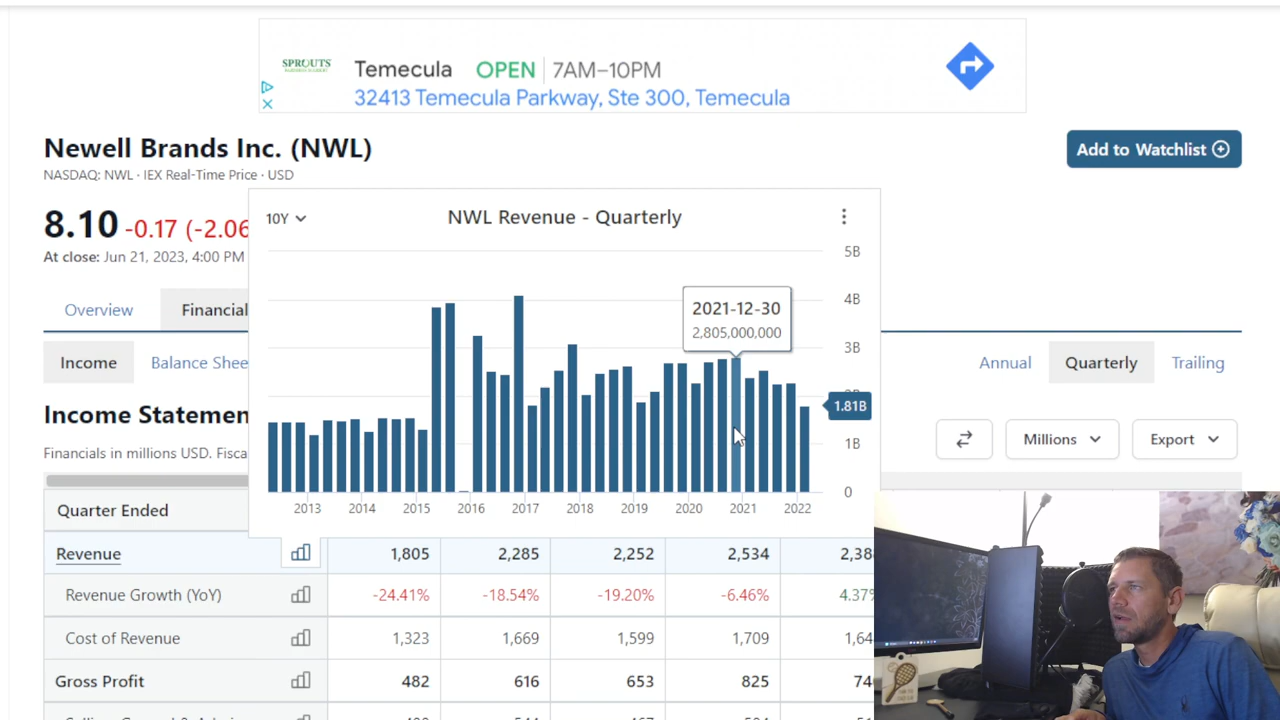 SPROUTS
Temecula OPEN 7AM–10PM
32413 Temecula Parkway, Ste 300, Temecula
Newell Brands Inc. (NWL)
Add to Watchlist
NASDAQ: NWL · IEX Real-Time Price · USD
8.10 -0.17 (-2.06
At close: Jun 21, 2023, 4:00 PM
10Y
NWL Revenue - Quarterly
5B
4B
3B
1B
0
2021-12-30
2,805,000,000
1.81B
2013 2014 2015 2016 2017 2018 2019 2020 2021 2022
Overview Financial
Income Balance Shee
Annual Quarterly Trailing
Income Statemen
Financials in millions USD. Fisca
Millions Export
Quarter Ended
Revenue 1,805 2,285 2,252 2,534 2,38
Revenue Growth (YoY) -24.41% -18.54% -19.20% -6.46% 4.37%
Cost of Revenue 1,323 1,669 1,599 1,709 1,64
Gross Profit 482 616 653 825 74